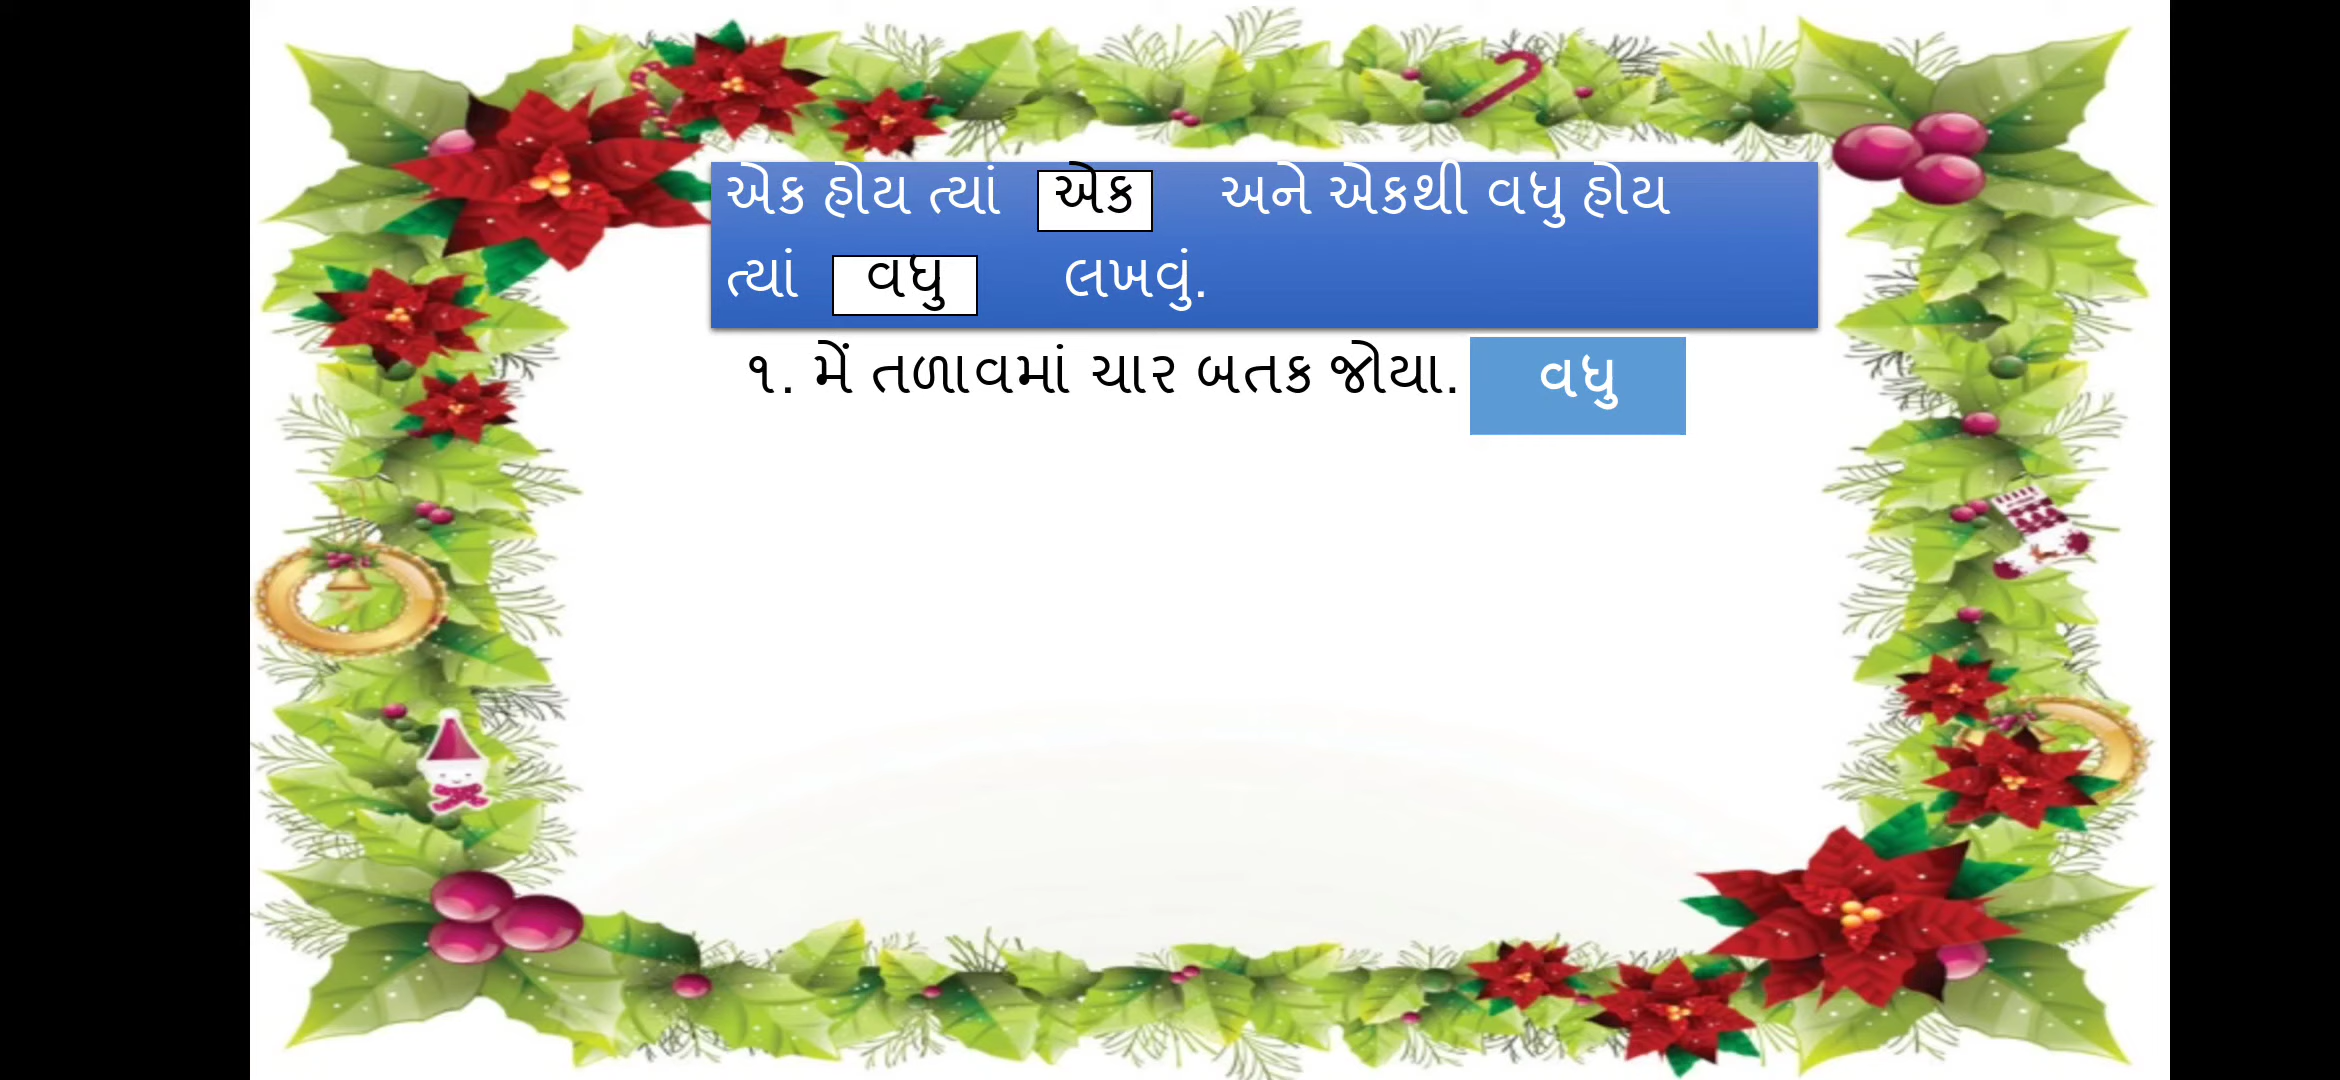 એક હોય ત્યાં એક અને એકથી વધુ હોય
ત્યાં વધુ લખવું.
૧. મેં તળાવમાં ચાર બતક જોયા. વધુ